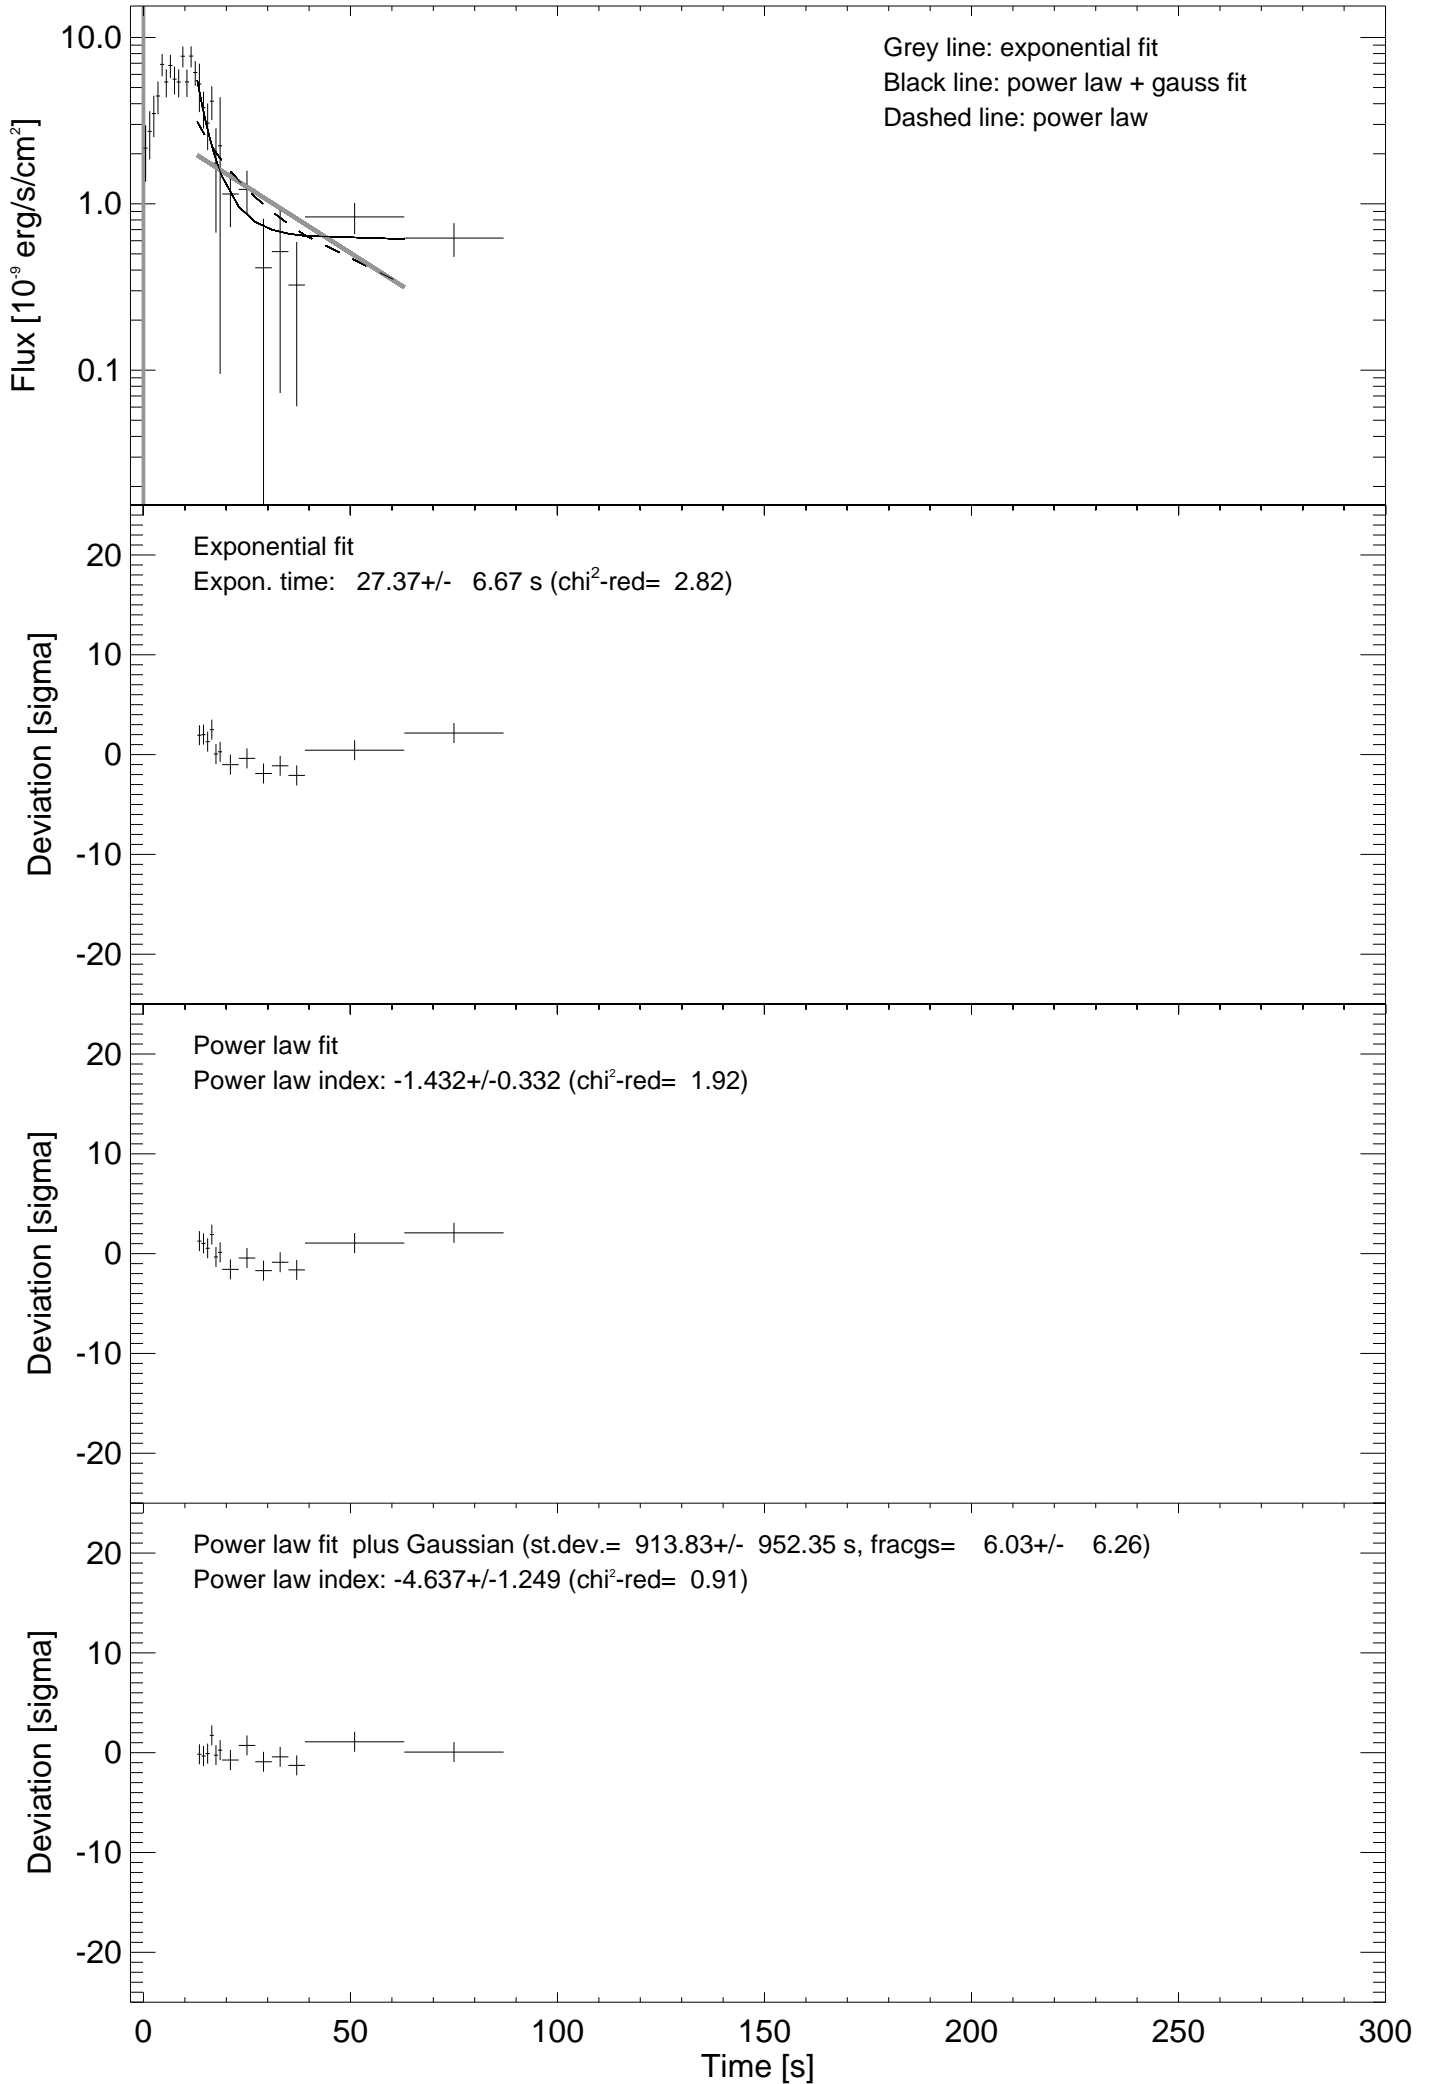 Grey line: exponential fit
Black line: power law + gauss fit
Dashed line: power law
Flux [10⁻⁹ erg/s/cm²]
10.0
1.0
0.1
Exponential fit
Expon. time: 27.37+/- 6.67 s (chi²-red= 2.82)
Deviation [sigma]
20
10
0
-10
-20
Power law fit
Power law index: -1.432+/-0.332 (chi²-red= 1.92)
Deviation [sigma]
20
10
0
-10
-20
Power law fit plus Gaussian (st.dev.= 913.83+/- 952.35 s, fracgs= 6.03+/- 6.26)
Power law index: -4.637+/-1.249 (chi²-red= 0.91)
Deviation [sigma]
20
10
0
-10
-20
0 50 100 150 200 250 300
Time [s]